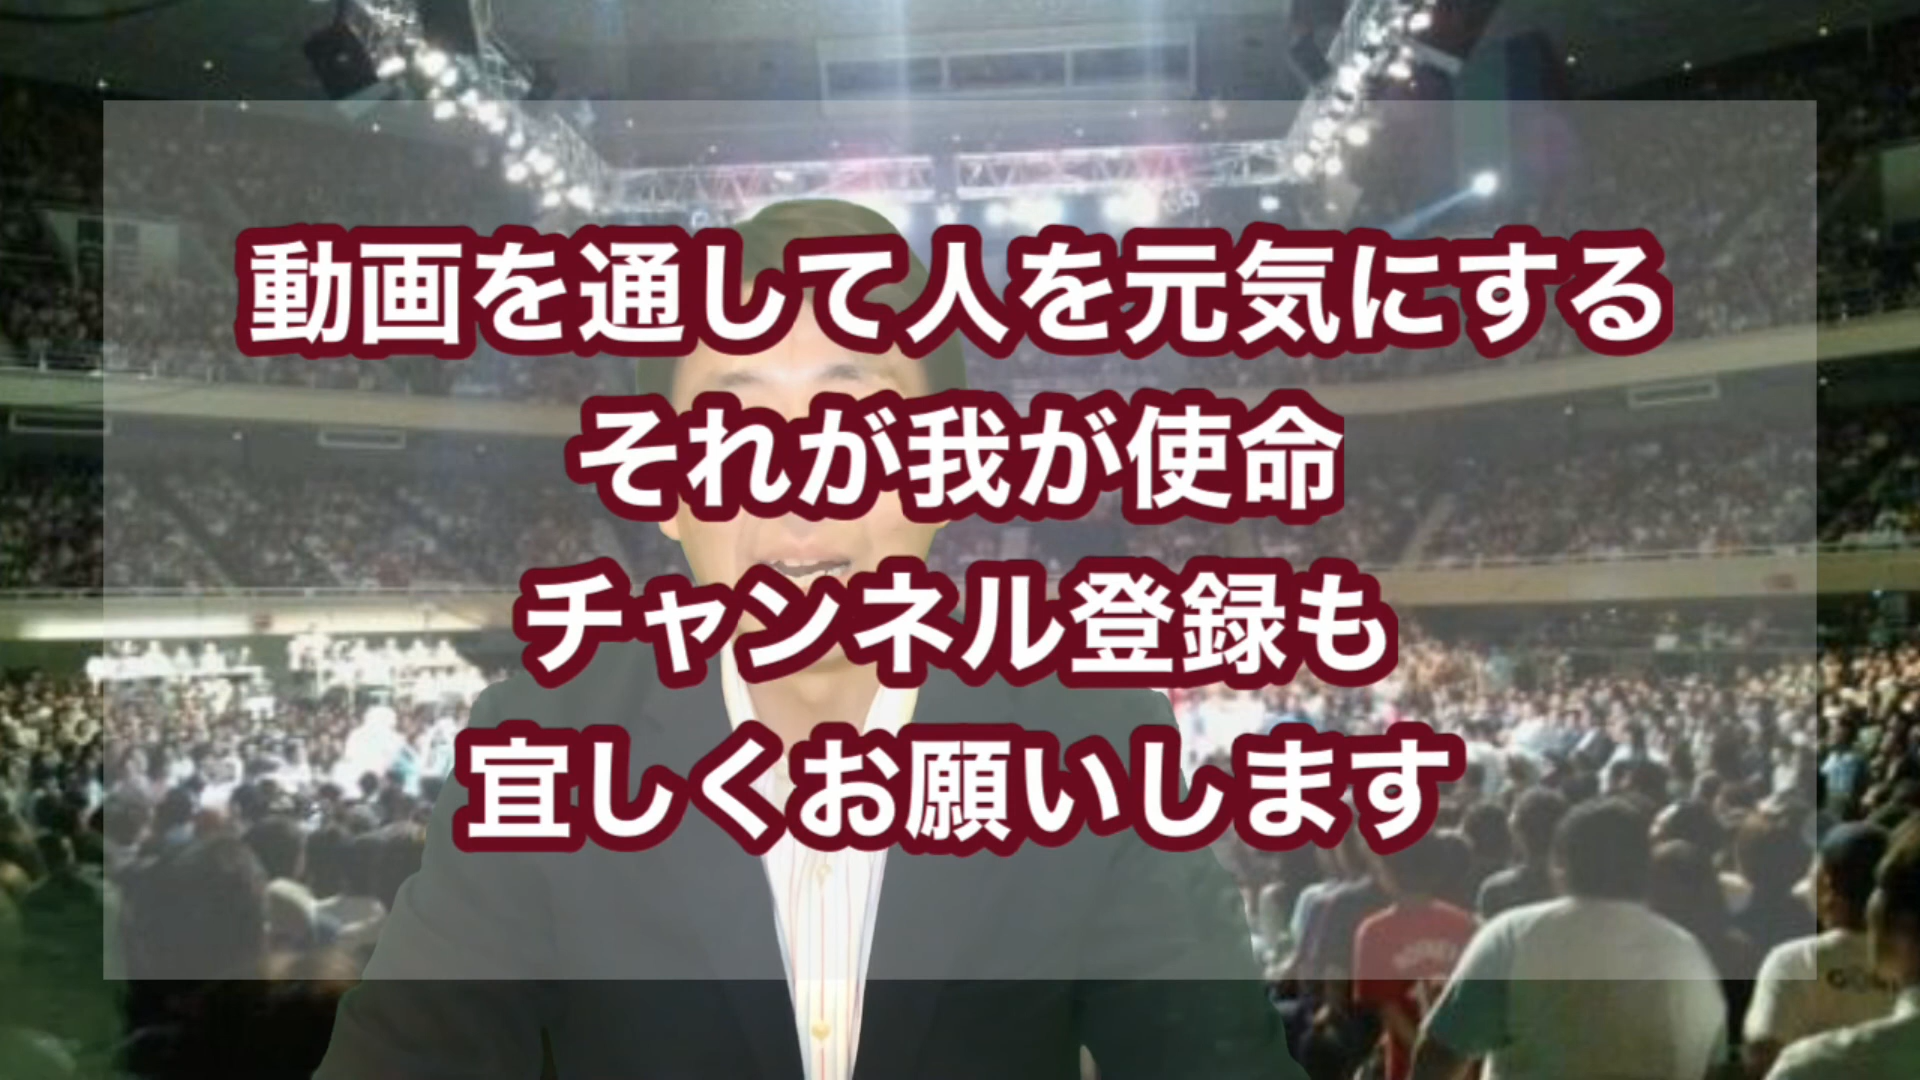 動画を通して人を元気にする
それが我が使命
チャンネル登録も
宜しくお願いします